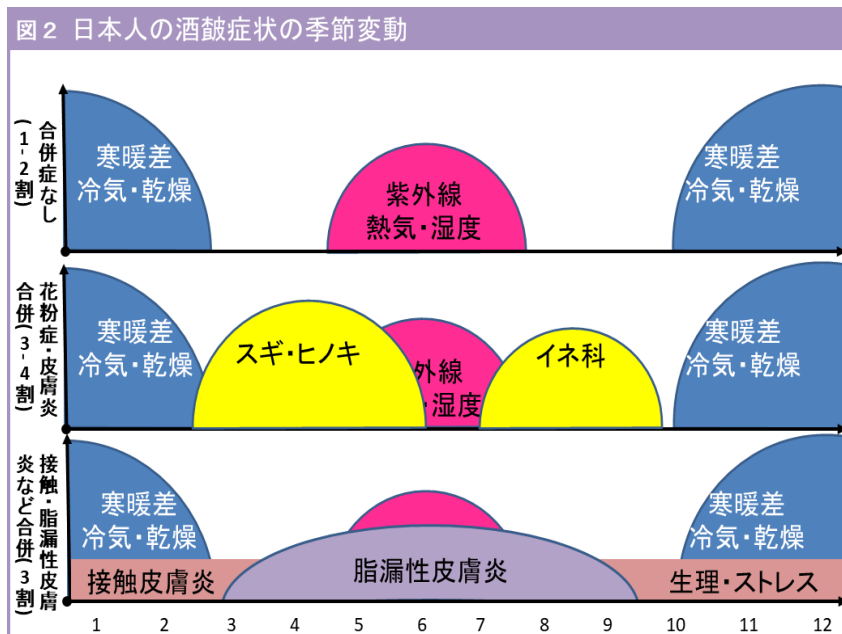 図2 日本人の酒皶症状の季節変動
合併症なし
(1-2割)
寒暖差
冷気・乾燥
紫外線
熱気・湿度
寒暖差
冷気・乾燥
花粉症・皮膚炎
合併(3-4割)
寒暖差
冷気・乾燥
スギ・ヒノキ
外線
・湿度
イネ科
寒暖差
冷気・乾燥
接触・脂漏性皮膚
炎など合併(3割)
寒暖差
冷気・乾燥
接触皮膚炎
脂漏性皮膚炎
寒暖差
冷気・乾燥
生理・ストレス
1 2 3 4 5 6 7 8 9 10 11 12